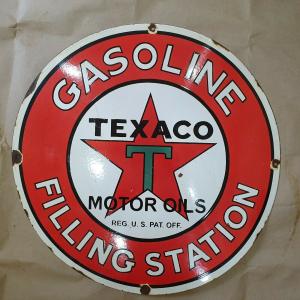 GASOLINE
TEXACO
T
MOTOR OILS
REG. U. S. PAT. OFF.
FILLING STATION